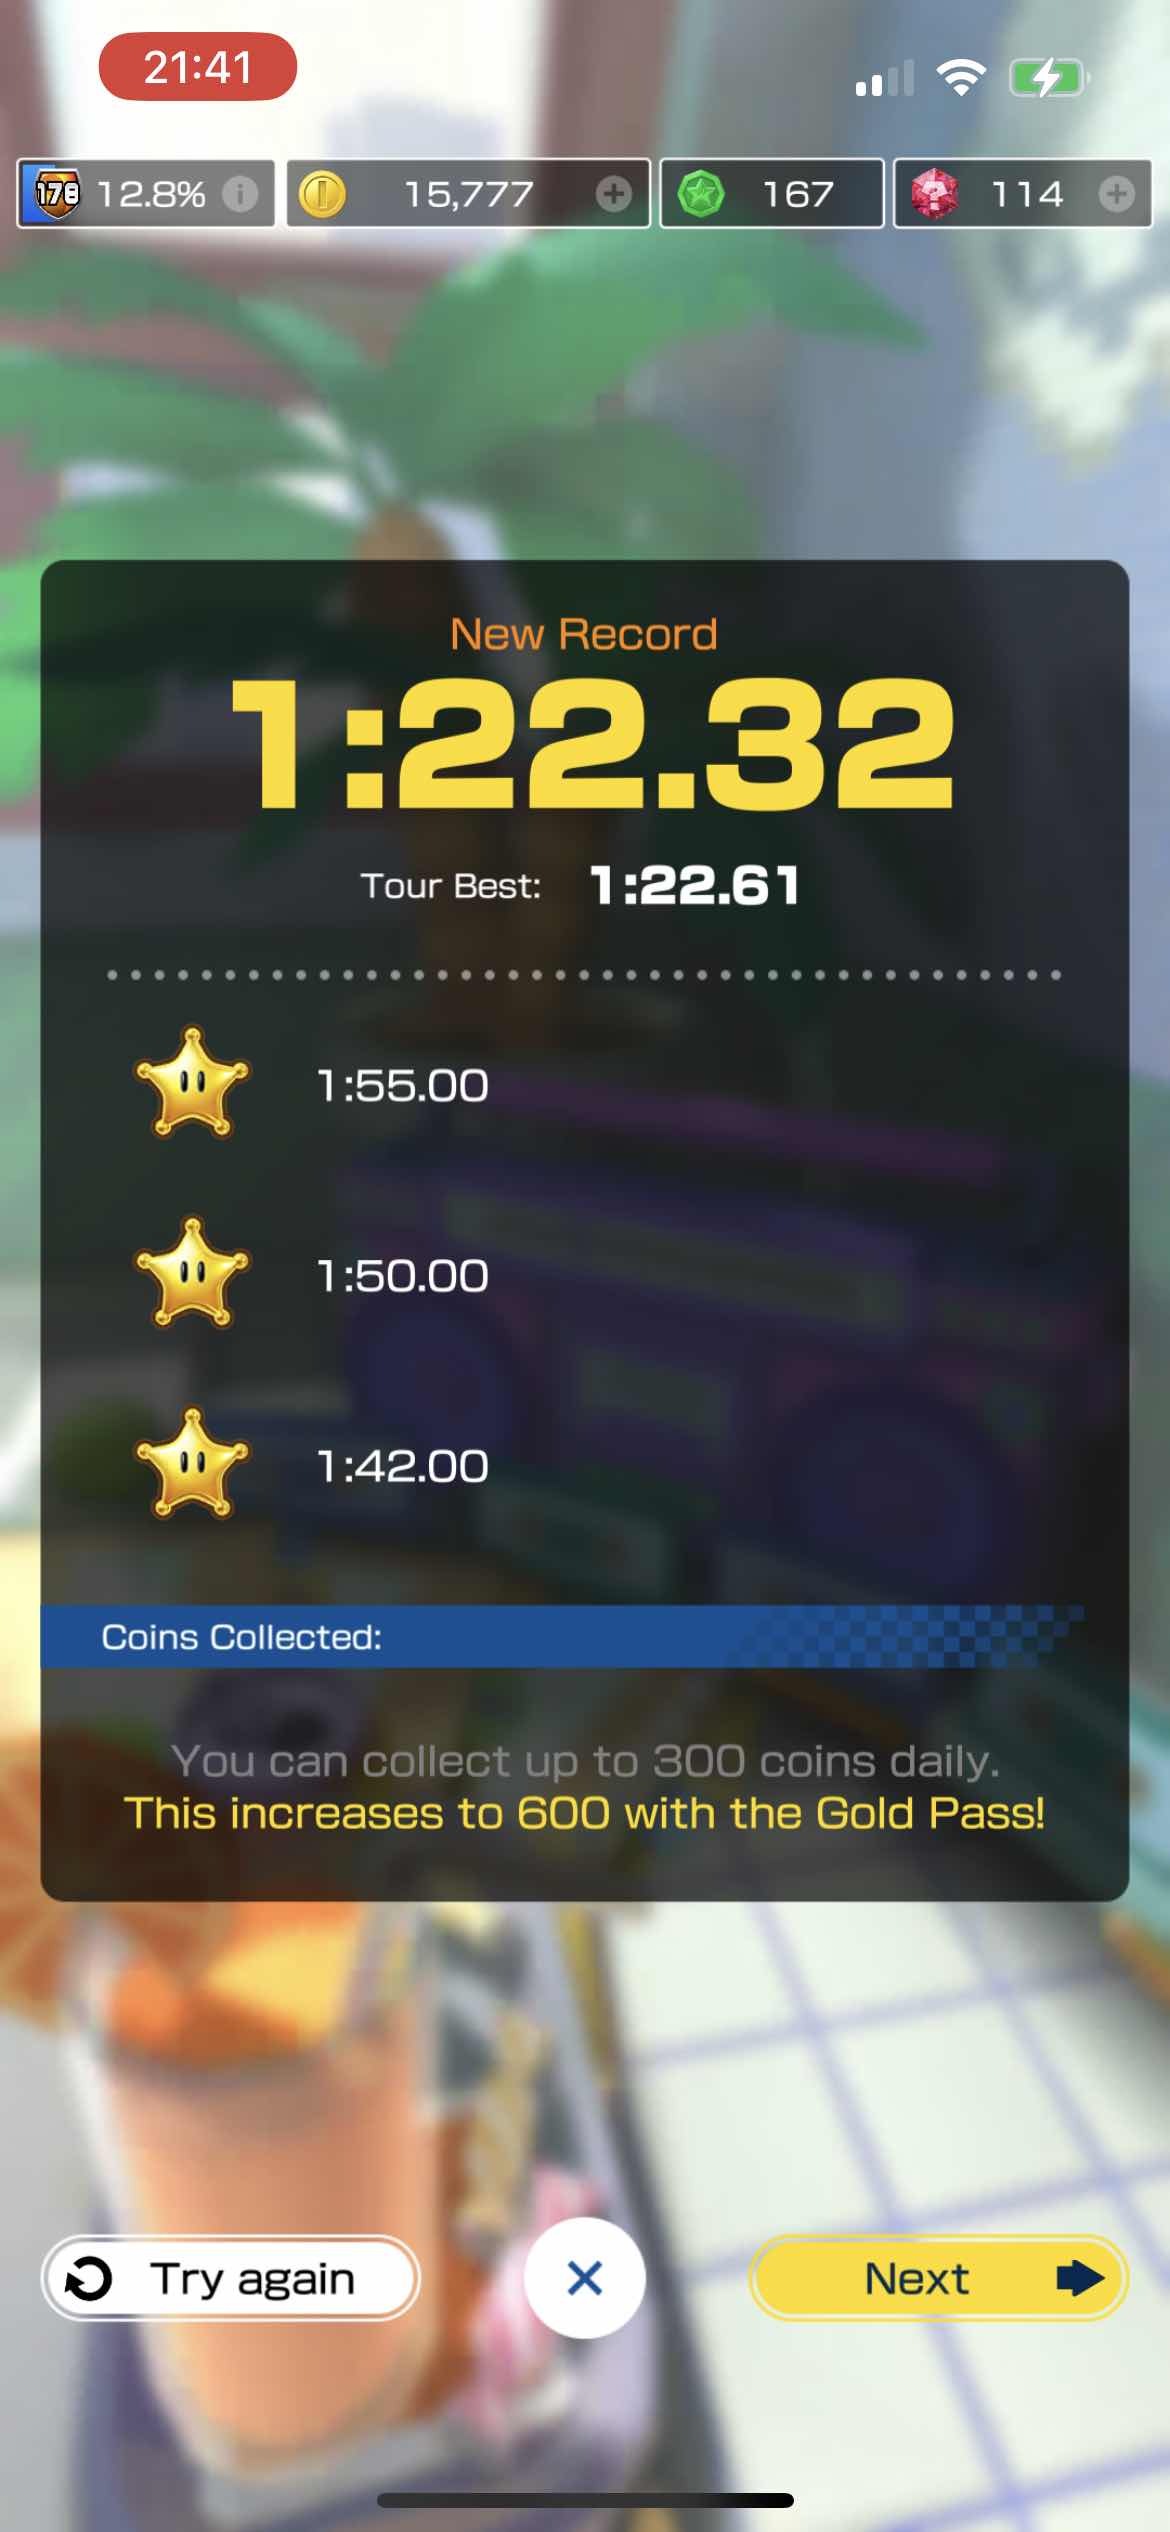 21:41
178 12.8% i 15,777 167 114
New Record
1:22.32
Tour Best: 1:22.61
1:55.00
1:50.00
1:42.00
Coins Collected:
You can collect up to 300 coins daily.
This increases to 600 with the Gold Pass!
Try again
Next